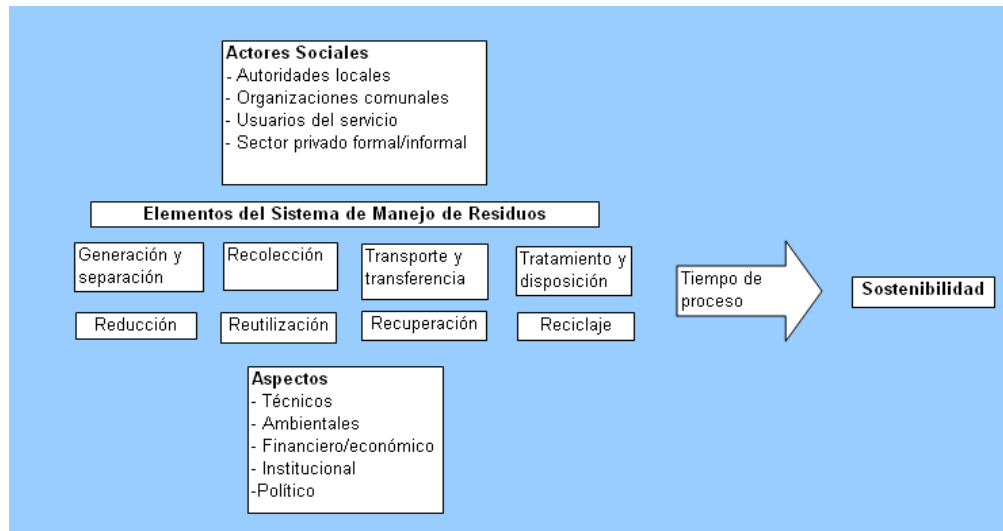 Actores Sociales
- Autoridades locales
- Organizaciones comunales
- Usuarios del servicio
- Sector privado formal/informal
Elementos del Sistema de Manejo de Residuos
Generación y
separación
Recolección
Transporte y
transferencia
Tratamiento y
disposición
Reducción
Reutilización
Recuperación
Reciclaje
Tiempo de
proceso
Sostenibilidad
Aspectos
- Técnicos
- Ambientales
- Financiero/económico
- Institucional
-Político